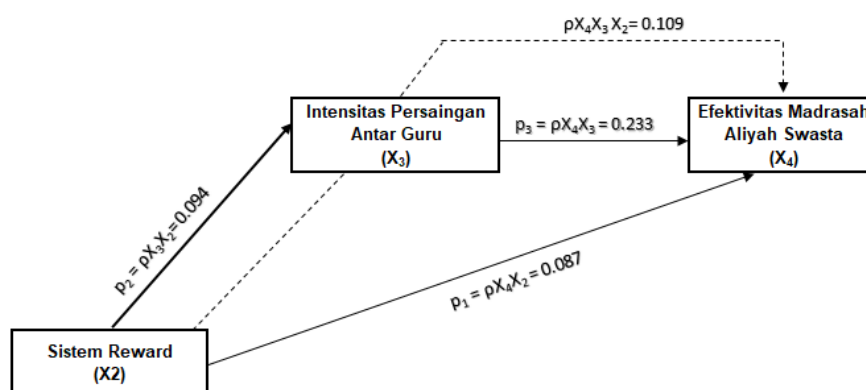 ρX₄X₃ X₂= 0.109
Intensitas Persaingan
Antar Guru
(X₃)
p₃ = ρX₄X₃ = 0.233
Efektivitas Madrasah
Aliyah Swasta
(X₄)
p₂ = ρX₃X₂= 0.094
p₁ = ρX₄X₂ = 0.087
Sistem Reward
(X2)